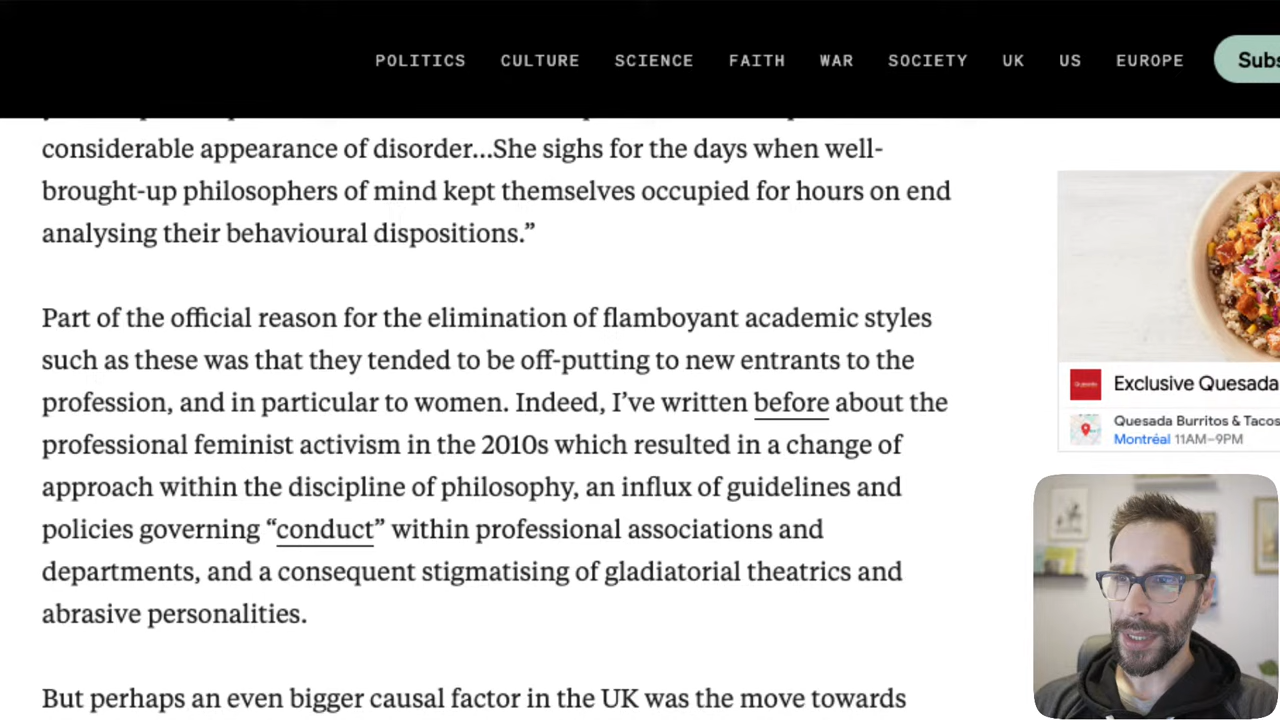 POLITICS CULTURE SCIENCE FAITH WAR SOCIETY UK US EUROPE Subs
considerable appearance of disorder...She sighs for the days when well-
brought-up philosophers of mind kept themselves occupied for hours on end
analysing their behavioural dispositions.”
Part of the official reason for the elimination of flamboyant academic styles
such as these was that they tended to be off-putting to new entrants to the
profession, and in particular to women. Indeed, I’ve written before about the
professional feminist activism in the 2010s which resulted in a change of
approach within the discipline of philosophy, an influx of guidelines and
policies governing “conduct” within professional associations and
departments, and a consequent stigmatising of gladiatorial theatrics and
abrasive personalities.
But perhaps an even bigger causal factor in the UK was the move towards
Exclusive Quesada
Quesada Burritos & Tacos
Montréal 11AM–9PM